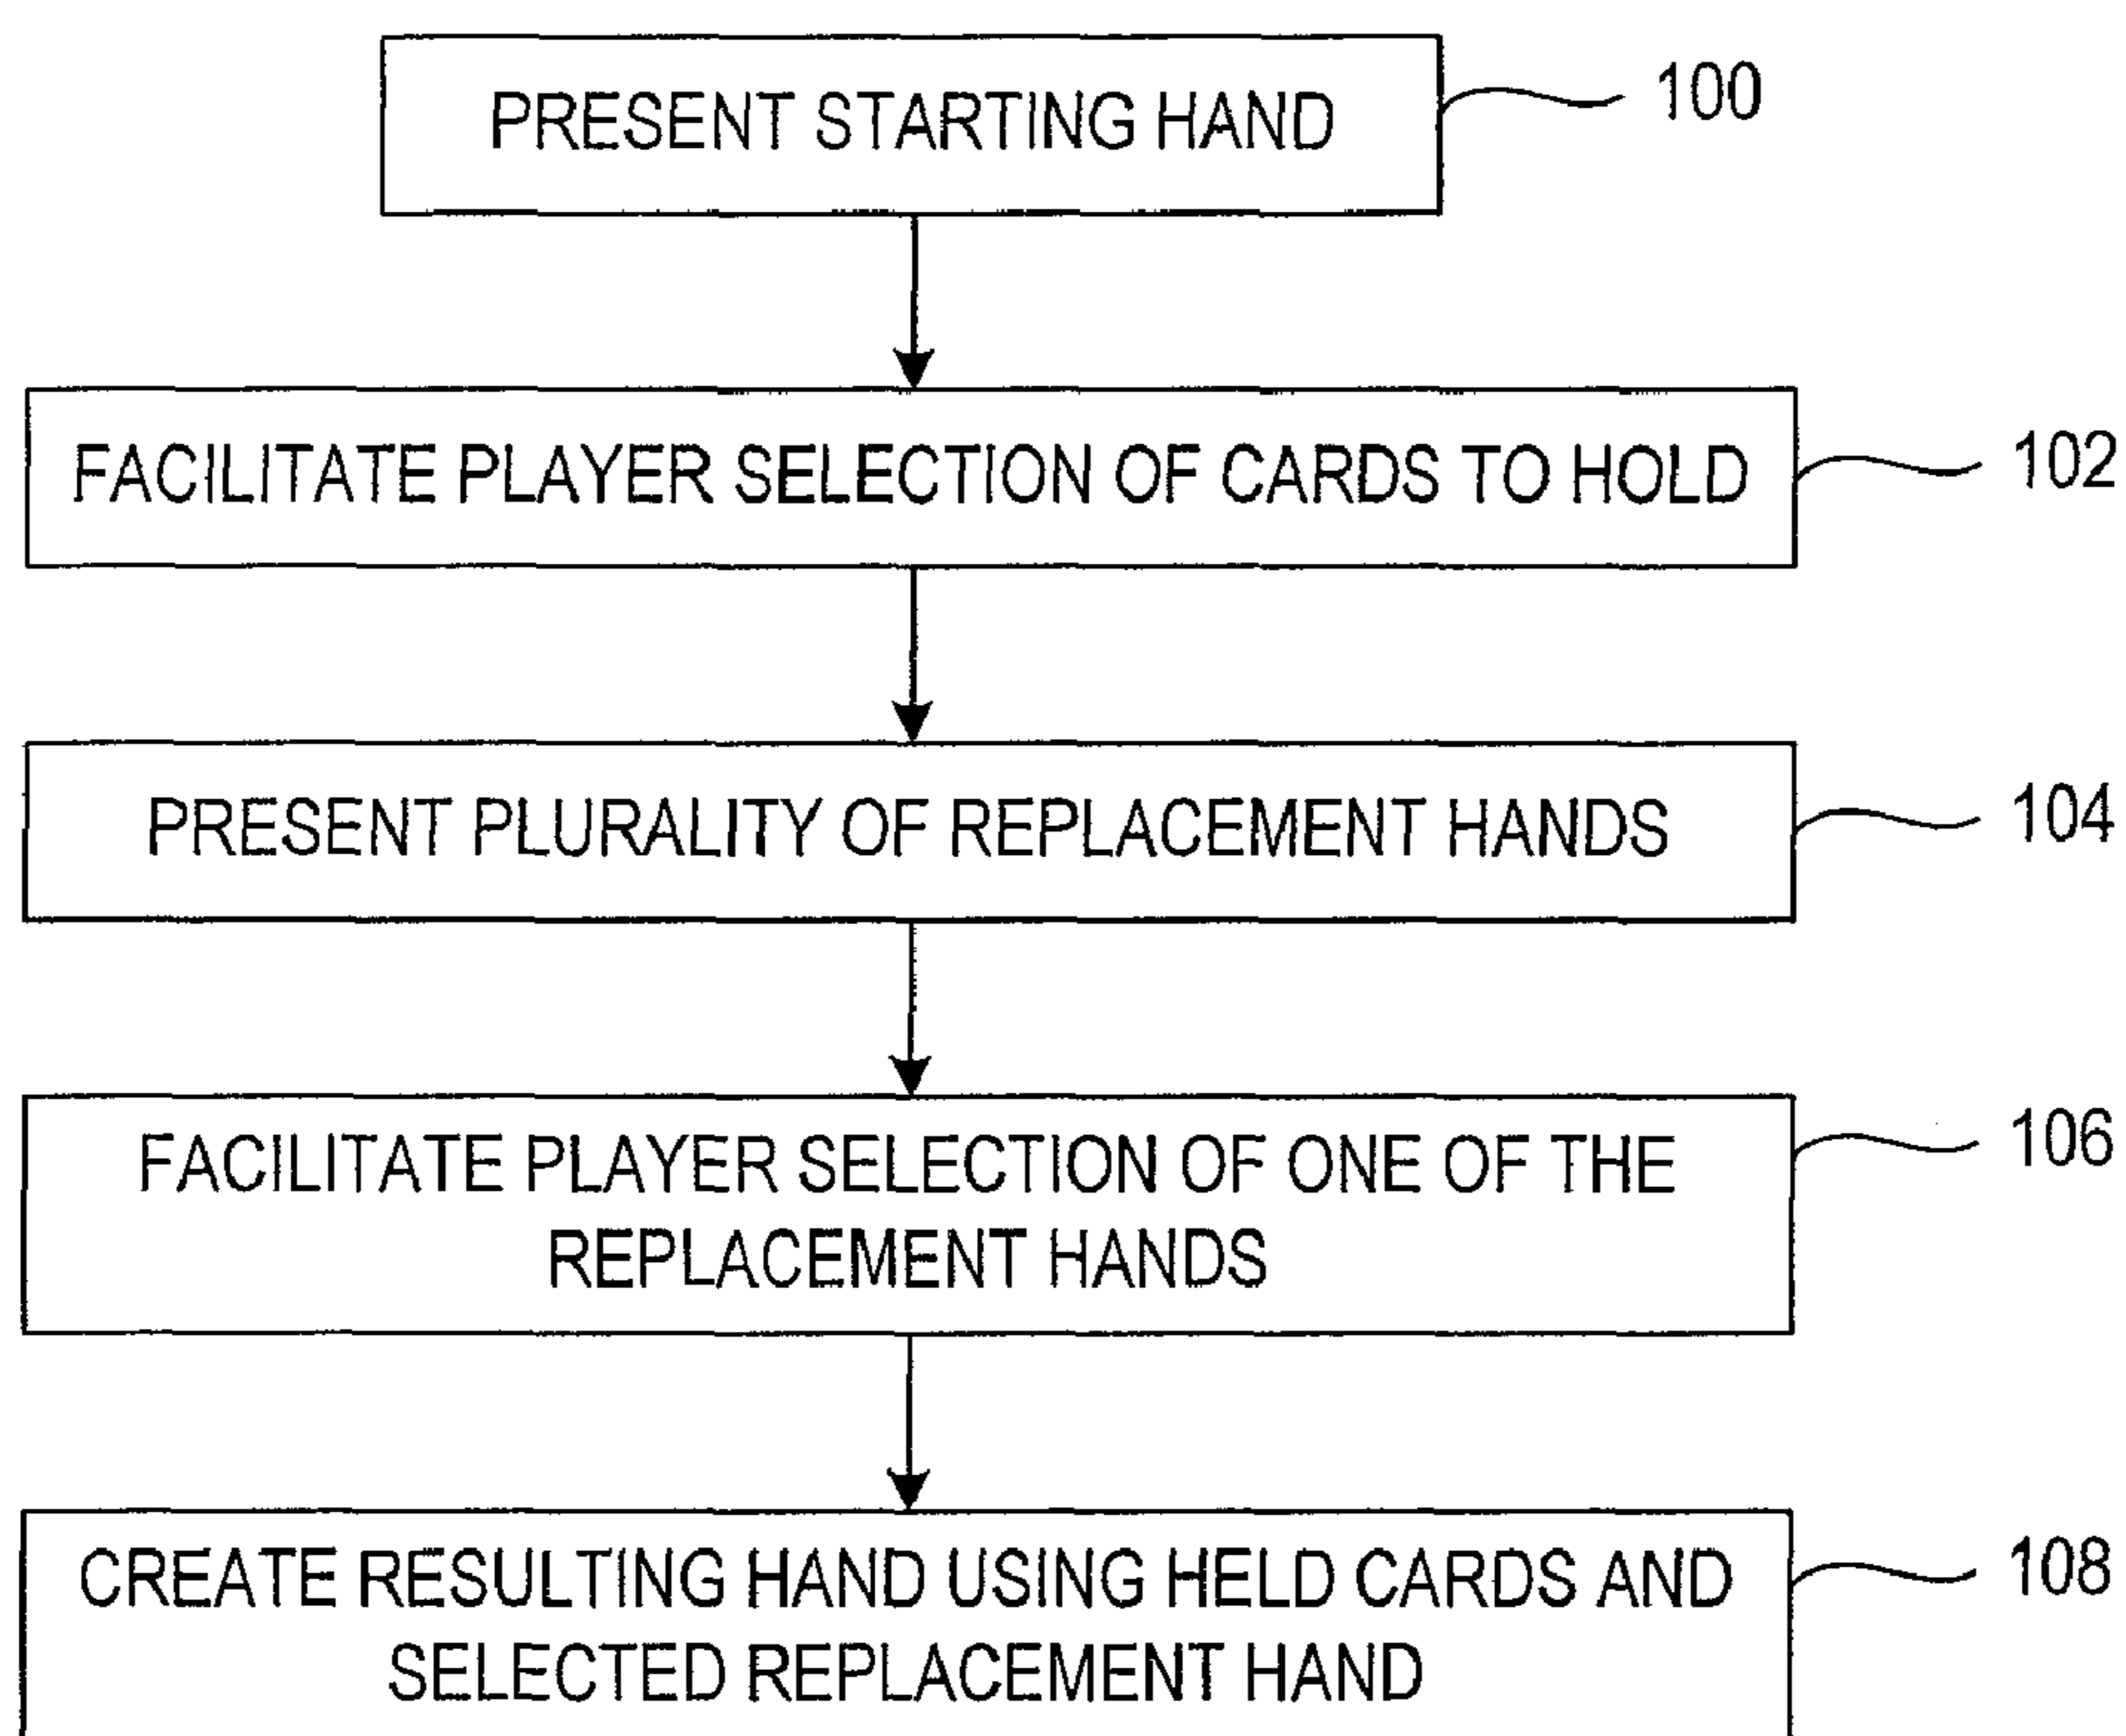 PRESENT STARTING HAND
100
FACILITATE PLAYER SELECTION OF CARDS TO HOLD
102
PRESENT PLURALITY OF REPLACEMENT HANDS
104
FACILITATE PLAYER SELECTION OF ONE OF THE
REPLACEMENT HANDS
106
CREATE RESULTING HAND USING HELD CARDS AND
SELECTED REPLACEMENT HAND
108